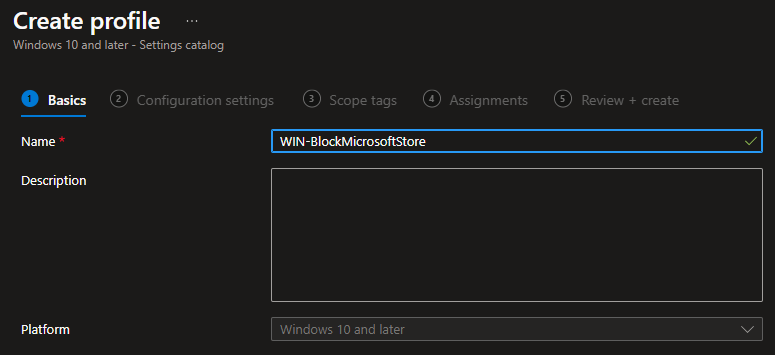 Create profile ...
Windows 10 and later - Settings catalog
1 Basics 2 Configuration settings 3 Scope tags 4 Assignments 5 Review + create
Name * WIN-BlockMicrosoftStore
Description
Platform Windows 10 and later